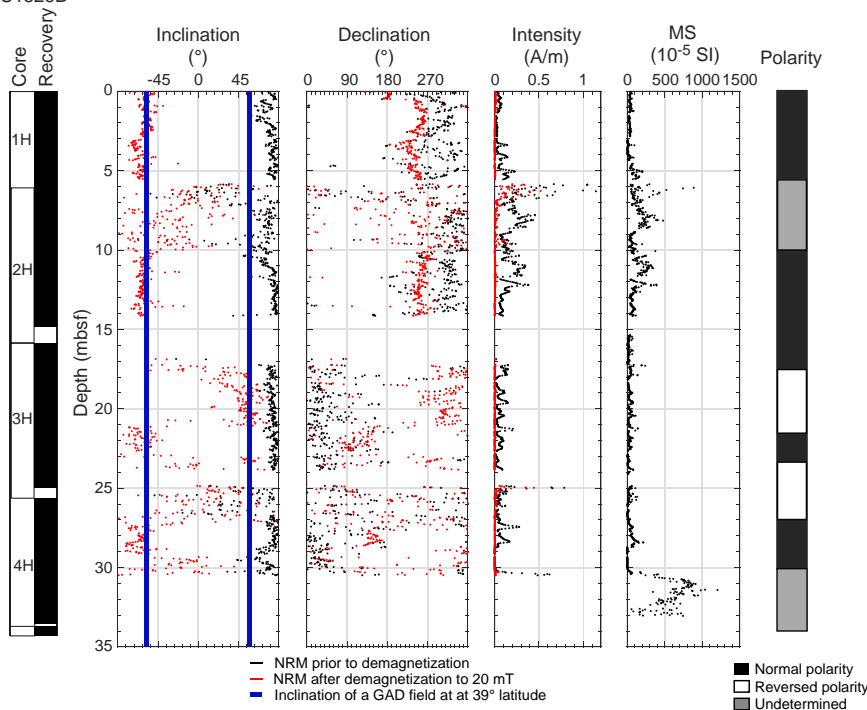 Core
Recovery
Inclination
(°)
Declination
(°)
Intensity
(A/m)
MS
(10-5 SI)
Polarity
-45 0 45
0 90 180 270
0 0.5 1
0 500 1000 1500
Depth (mbsf)
0
5
10
15
20
25
30
35
1H
2H
3H
4H
NRM prior to demagnetization
NRM after demagnetization to 20 mT
Inclination of a GAD field at at 39° latitude
Normal polarity
Reversed polarity
Undetermined